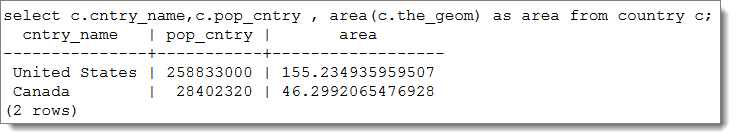 select c.cntry_name,c.pop_cntry , area(c.the_geom) as area from country c;
  cntry_name   | pop_cntry |       area
---------------+-----------+------------------
 United States | 258833000 | 155.234935959507
 Canada        |  28402320 | 46.2992065476928
(2 rows)